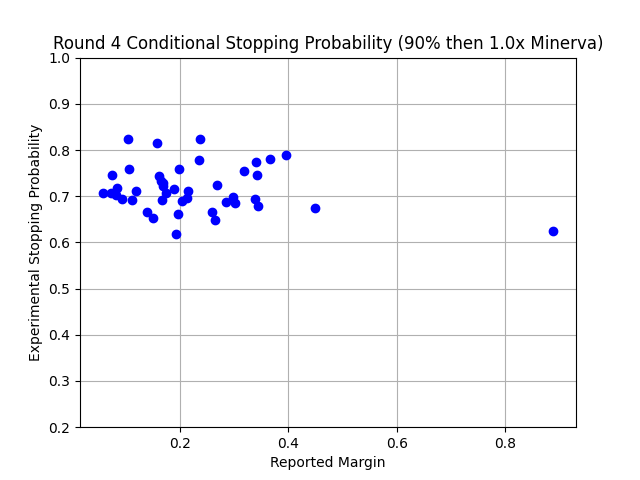 Round 4 Conditional Stopping Probability (90% then 1.0x Minerva)
1.0
0.9
0.8
0.7
0.6
0.5
0.4
0.3
0.2
Experimental Stopping Probability
0.2 0.4 0.6 0.8
Reported Margin